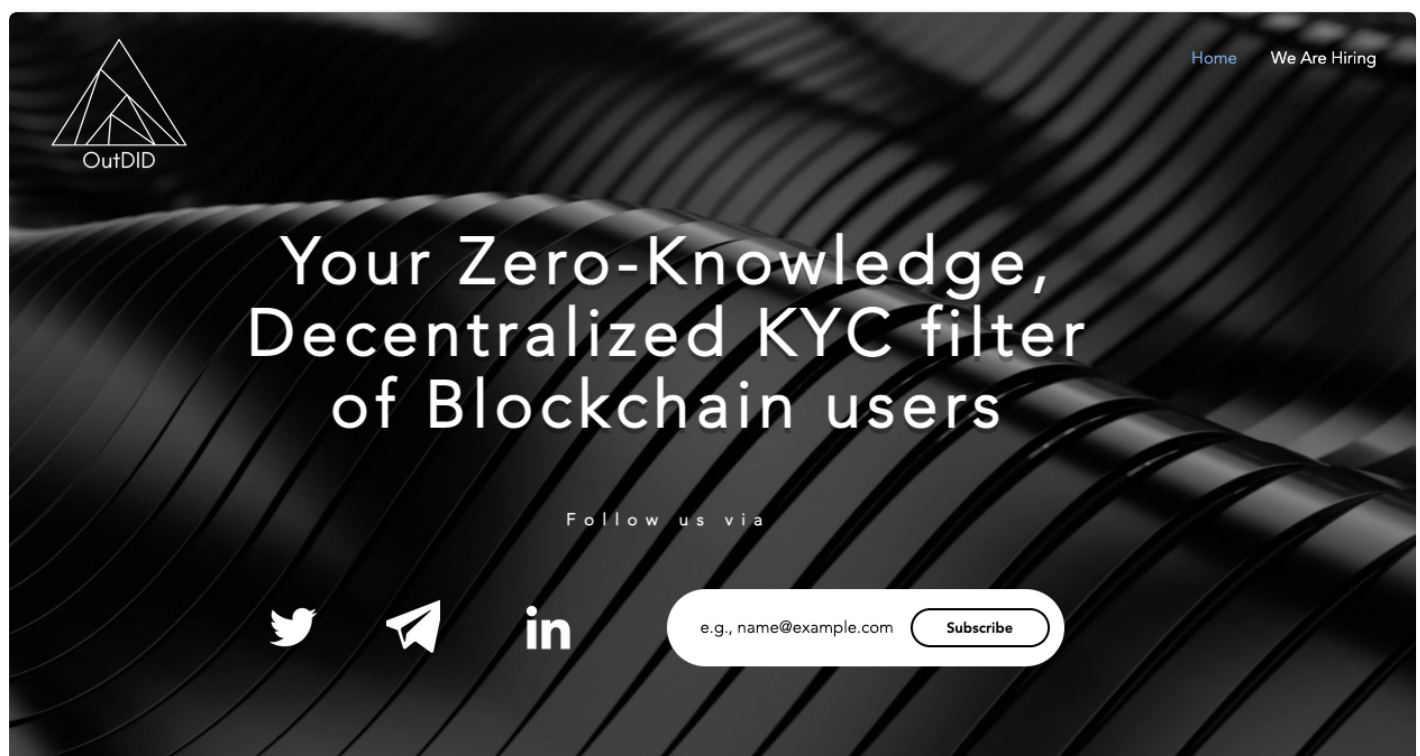 OutDID
Home
We Are Hiring
Your Zero-Knowledge,
Decentralized KYC filter
of Blockchain users
Follow us via
in
e.g., name@example.com
Subscribe